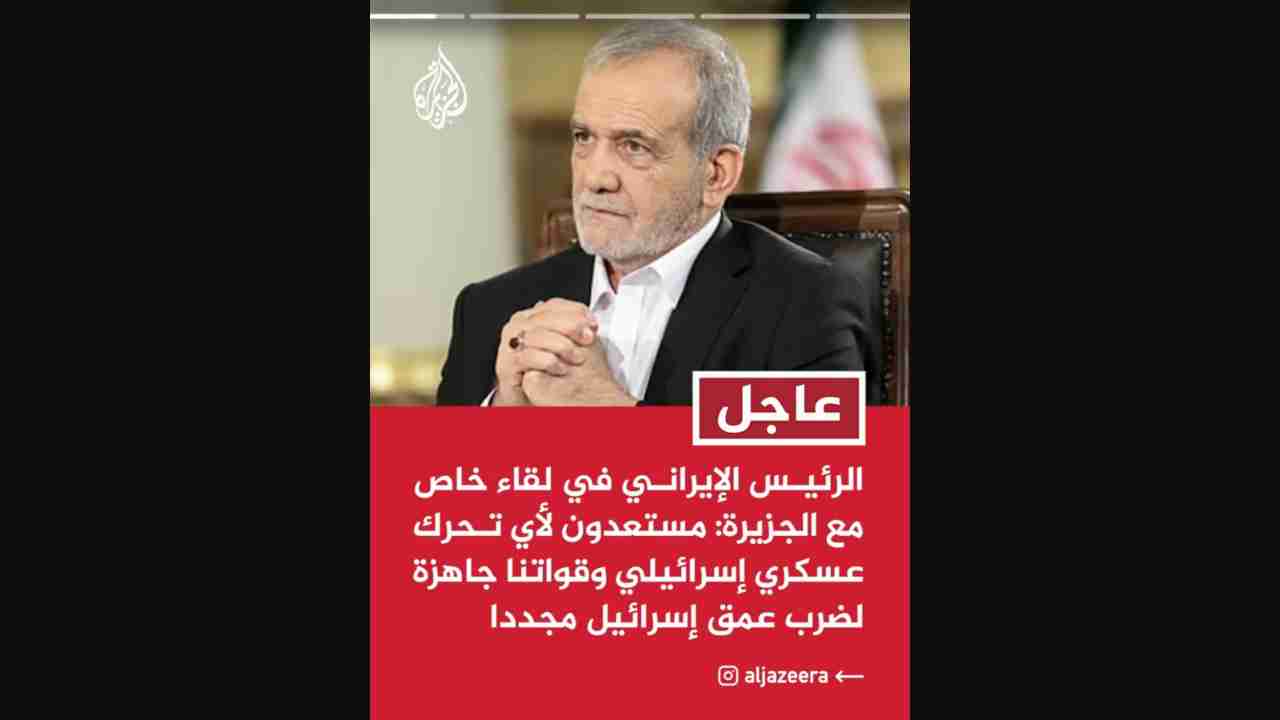 الجزيرة
عاجل
الرئيس الإيراني في لقاء خاص
مع الجزيرة: مستعدون لأي تحرك
عسكري إسرائيلي وقواتنا جاهزة
لضرب عمق إسرائيل مجددا
aljazeera